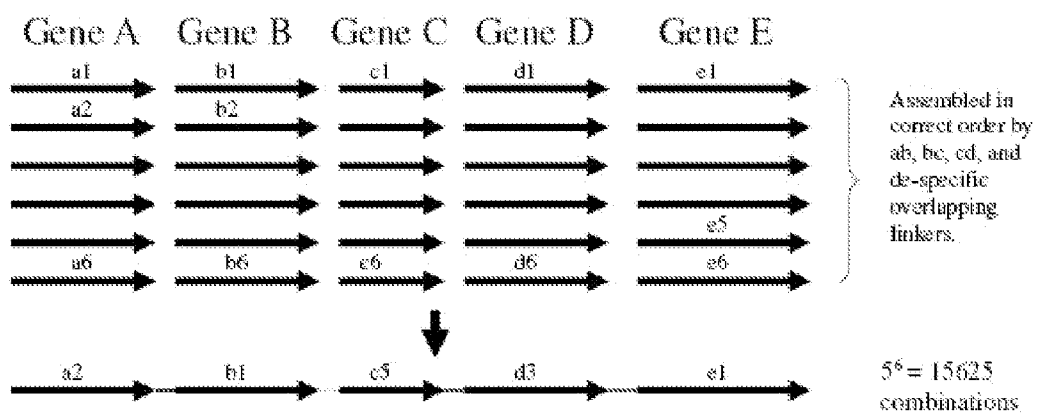 Gene A Gene B Gene C Gene D Gene E
a1 b1 c1 d1 e1
a2 b2
e5
a6 b6 c6 d6 e6
Assembled in
correct order by
ab, bc, cd, and
de-specific
overlapping
linkers.
a2 b1 c5 d3 e1
5⁶ = 15625
combinations